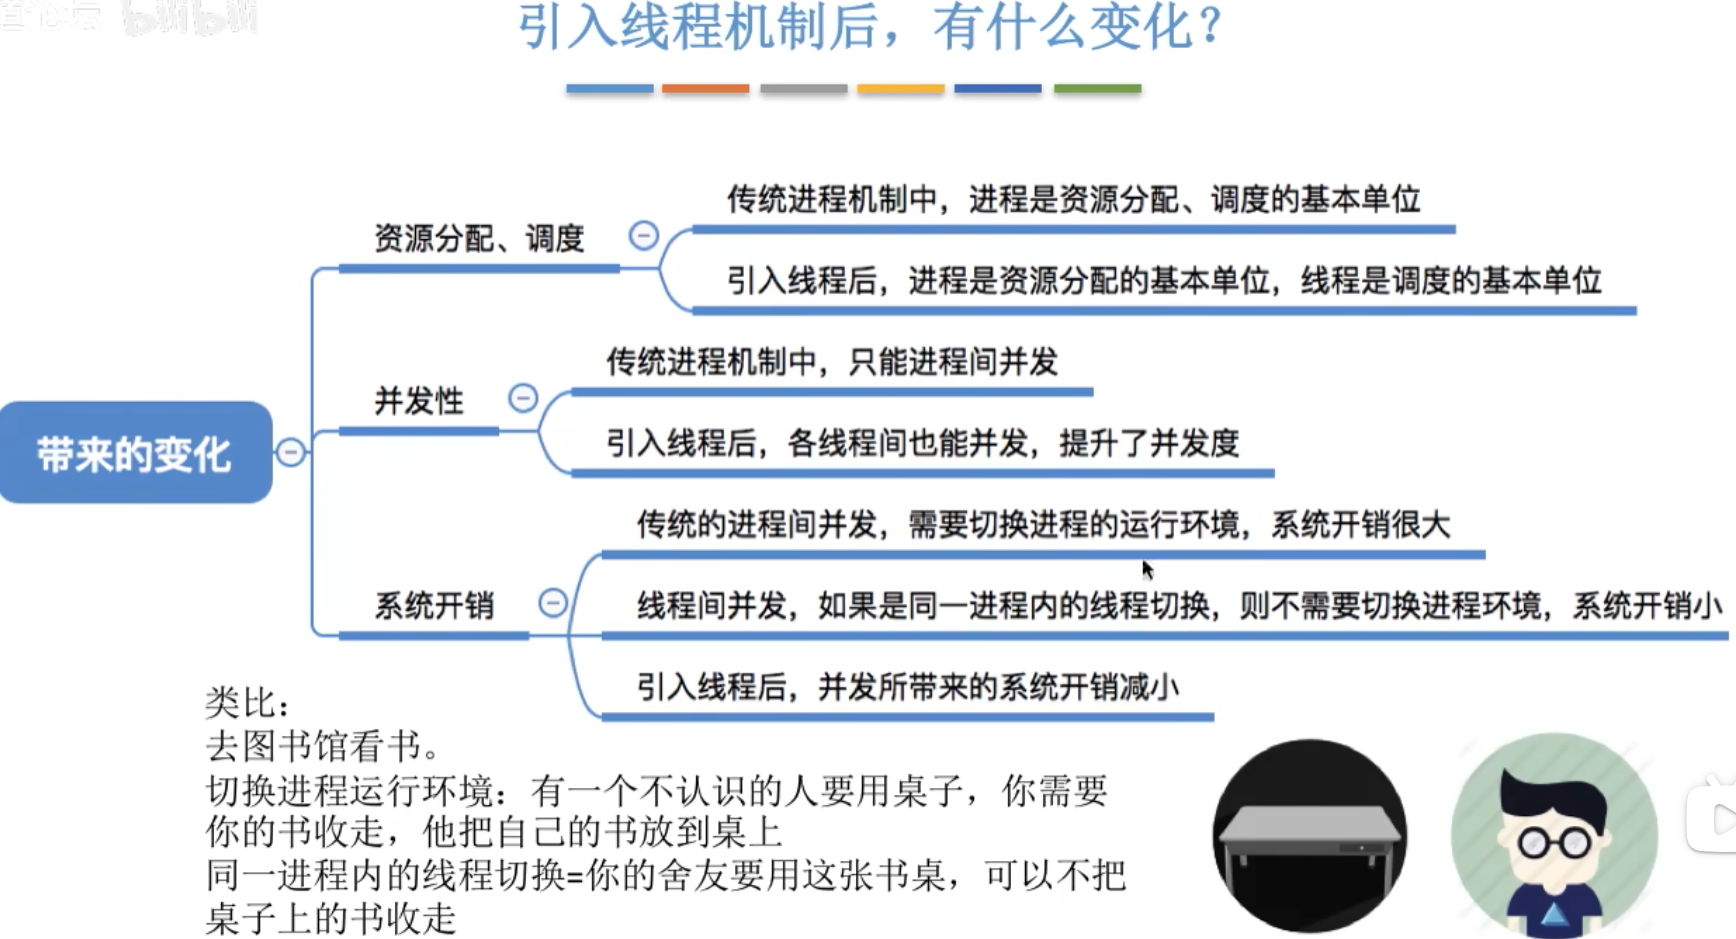 引入线程机制后，有什么变化？
传统进程机制中，进程是资源分配、调度的基本单位
资源分配、调度
引入线程后，进程是资源分配的基本单位，线程是调度的基本单位
传统进程机制中，只能进程间并发
并发性
引入线程后，各线程间也能并发，提升了并发度
带来的变化
传统的进程间并发，需要切换进程的运行环境，系统开销很大
系统开销
线程间并发，如果是同一进程内的线程切换，则不需要切换进程环境，系统开销小
引入线程后，并发所带来的系统开销减小
类比：
去图书馆看书。
切换进程运行环境：有一个不认识的人要用桌子，你需要
你的书收走，他把自己的书放到桌上
同一进程内的线程切换=你的舍友要用这张书桌，可以不把
桌子上的书收走